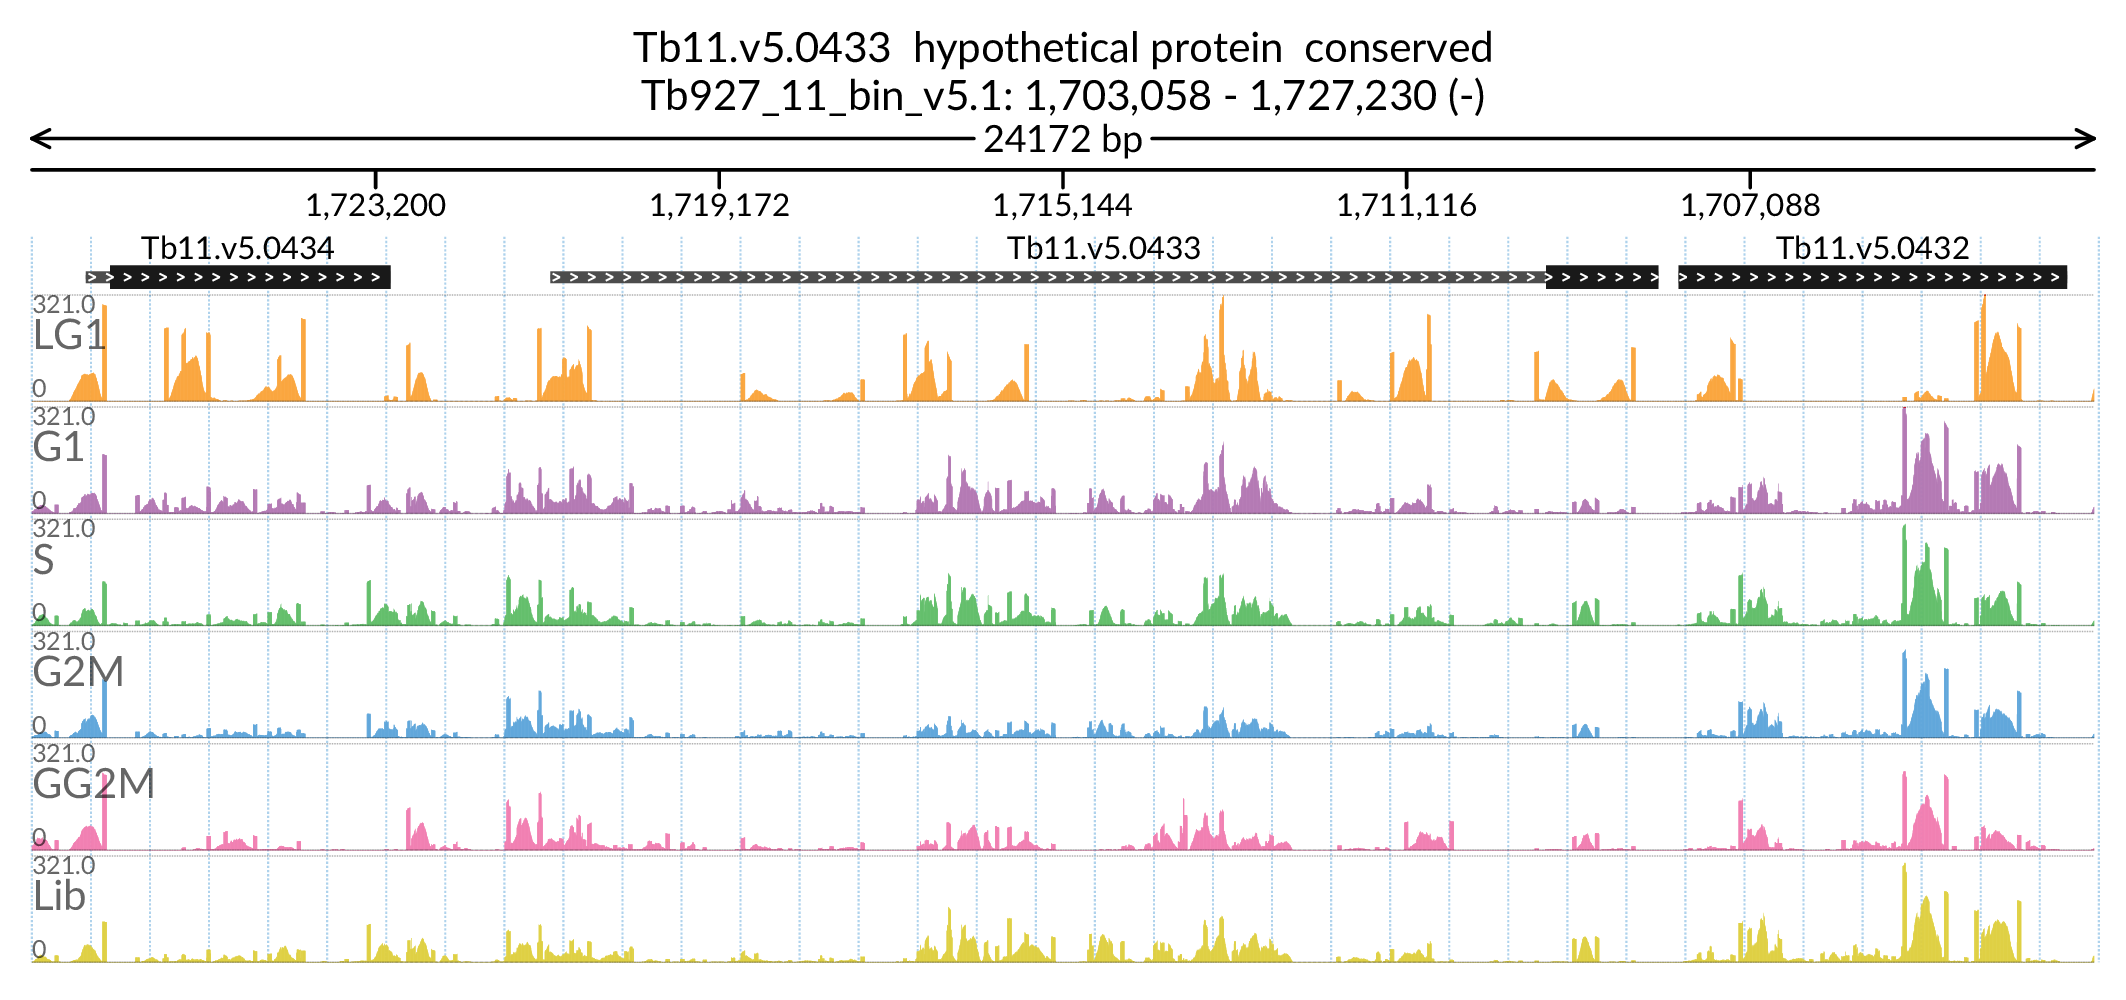 Tb11.v5.0433  hypothetical protein  conserved
Tb927_11_bin_v5.1: 1,703,058 - 1,727,230 (-)
24172 bp
1,723,200 1,719,172 1,715,144 1,711,116 1,707,088
Tb11.v5.0434 Tb11.v5.0433 Tb11.v5.0432
321.0
LG1
0
321.0
G1
0
321.0
S
0
321.0
G2M
0
321.0
GG2M
0
321.0
Lib
0